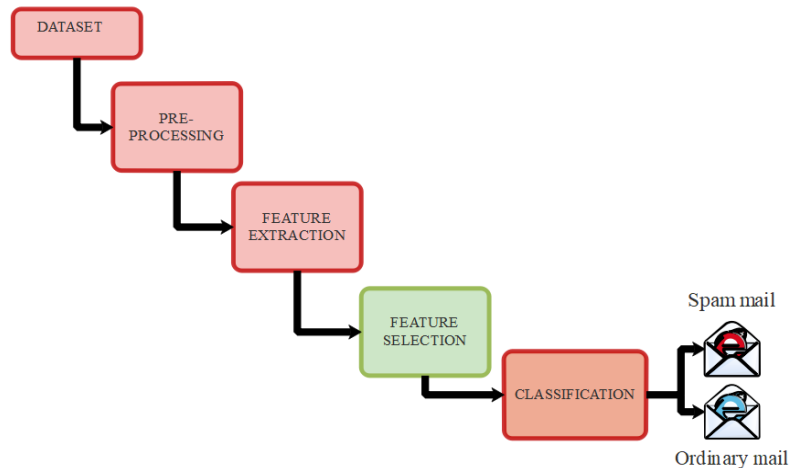 DATASET
PRE-
PROCESSING
FEATURE
EXTRACTION
FEATURE
SELECTION
CLASSIFICATION
Spam mail
Ordinary mail